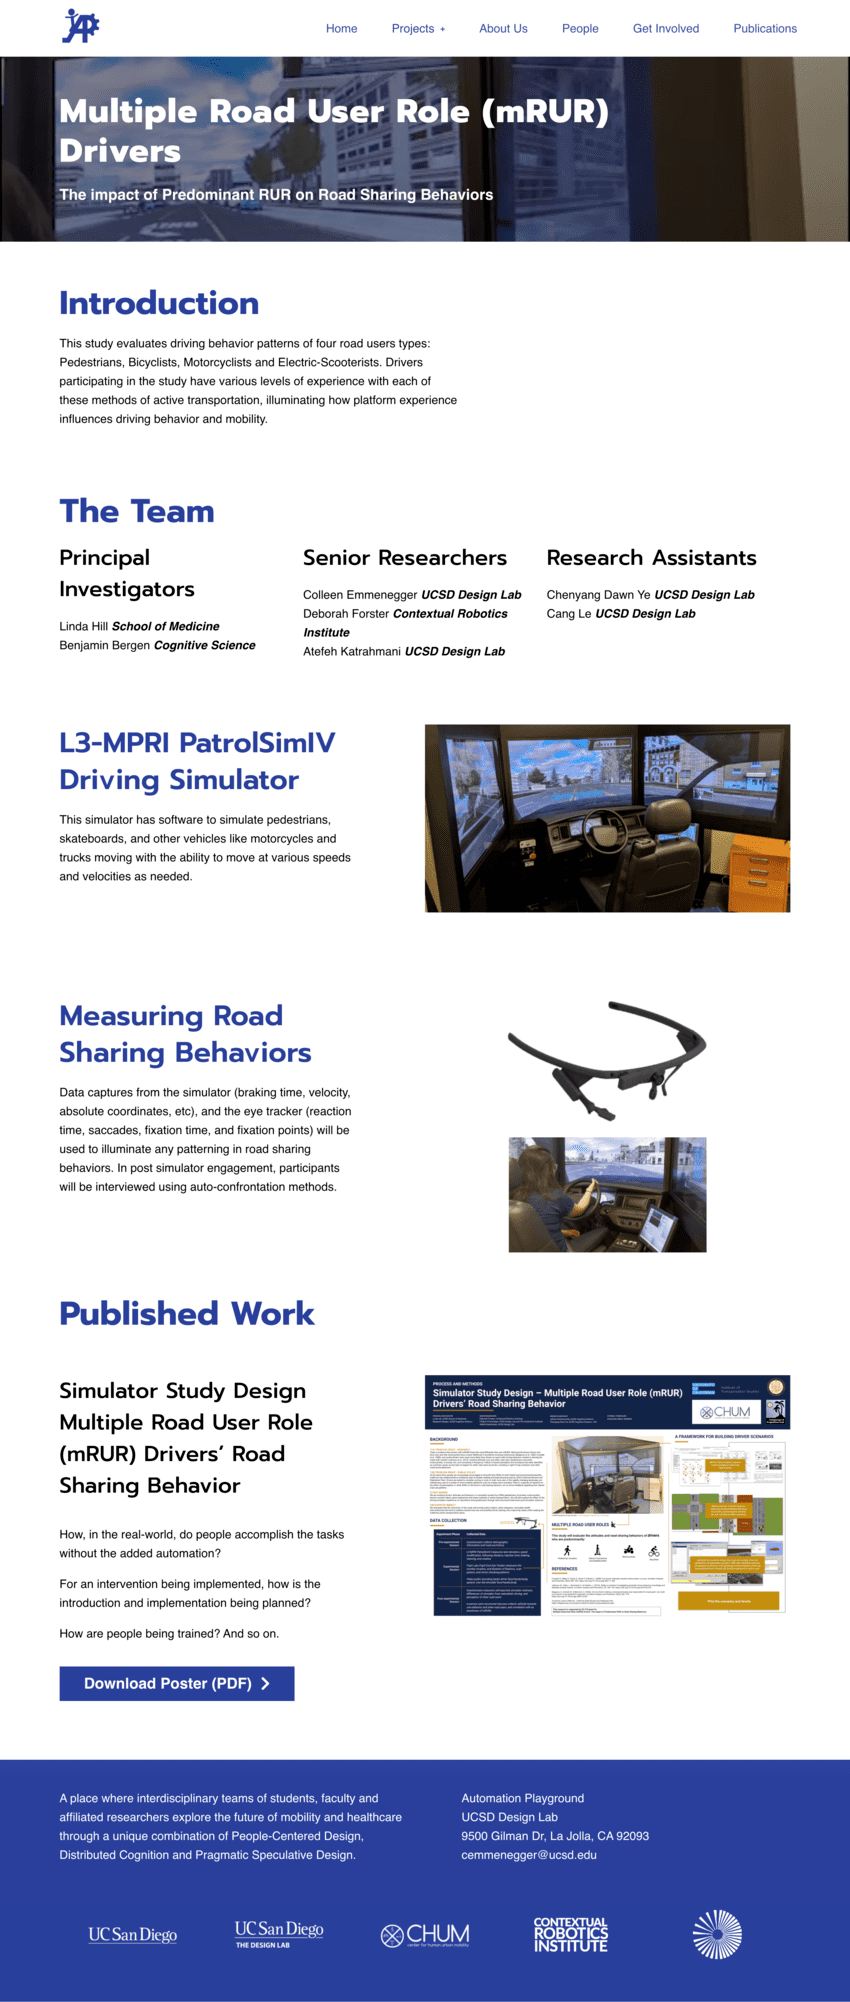 AP
Home
Projects +
About Us
People
Get Involved
Publications
Multiple Road User Role (mRUR)
Drivers
The impact of Predominant RUR on Road Sharing Behaviors
Introduction
This study evaluates driving behavior patterns of four road users types:
Pedestrians, Bicyclists, Motorcyclists and Electric-Scooterists. Drivers
participating in the study have various levels of experience with each of
these methods of active transportation, illuminating how platform experience
influences driving behavior and mobility.
The Team
Principal
Investigators
Linda Hill School of Medicine
Benjamin Bergen Cognitive Science
Senior Researchers
Colleen Emmenegger UCSD Design Lab
Deborah Forster Contextual Robotics
Institute
Atefeh Katrahmani UCSD Design Lab
Research Assistants
Chenyang Dawn Ye UCSD Design Lab
Cang Le UCSD Design Lab
L3-MPRI PatrolSimIV
Driving Simulator
This simulator has software to simulate pedestrians,
skateboards, and other vehicles like motorcycles and
trucks moving with the ability to move at various speeds
and velocities as needed.
Measuring Road
Sharing Behaviors
Data captures from the simulator (braking time, velocity,
absolute coordinates, etc), and the eye tracker (reaction
time, saccades, fixation time, and fixation points) will be
used to illuminate any patterning in road sharing
behaviors. In post simulator engagement, participants
will be interviewed using auto-confrontation methods.
Published Work
Simulator Study Design
Multiple Road User Role
(mRUR) Drivers' Road
Sharing Behavior
How, in the real-world, do people accomplish the tasks
without the added automation?
For an intervention being implemented, how is the
introduction and implementation being planned?
How are people being trained? And so on.
Download Poster (PDF)
PROCESS AND METHODS
Simulator Study Design – Multiple Road User Role (mRUR)
Drivers' Road Sharing Behavior
CHUM
BACKGROUND
DATA COLLECTION
MULTIPLE ROAD USER ROLES
REFERENCES
A FRAMEWORK FOR BUILDING DRIVER SCENARIOS
A place where interdisciplinary teams of students, faculty and
affiliated researchers explore the future of mobility and healthcare
through a unique combination of People-Centered Design,
Distributed Cognition and Pragmatic Speculative Design.
Automation Playground
UCSD Design Lab
9500 Gilman Dr, La Jolla, CA 92093
cemmenegger@ucsd.edu
UC San Diego
UC San Diego
THE DESIGN LAB
CHUM
center for human urban mobility
CONTEXTUAL
ROBOTICS
INSTITUTE